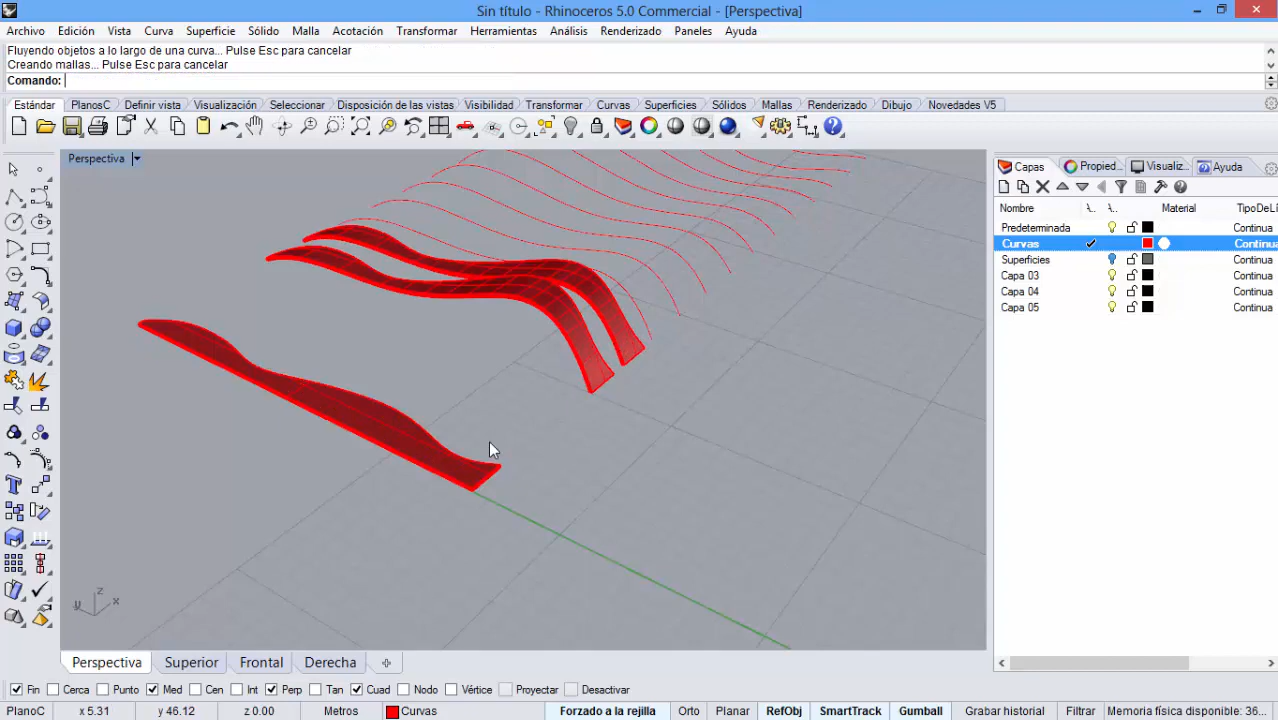 Sin título - Rhinoceros 5.0 Commercial - [Perspectiva]
Archivo Edición Vista Curva Superficie Sólido Malla Acotación Transformar Herramientas Análisis Renderizado Paneles Ayuda
Fluyendo objetos a lo largo de una curva... Pulse Esc para cancelar
Creando mallas... Pulse Esc para cancelar
Comando:
Estándar PlanosC Definir vista Visualización Seleccionar Disposición de las vistas Visibilidad Transformar Curvas Superficies Sólidos Mallas Renderizado Dibujo Novedades V5
Perspectiva
Capas Propied... Visualiz... Ayuda
Nombre Material TipoDeLí
Predeterminada Continua
Curvas Continua
Superficies Continua
Capa 03 Continua
Capa 04 Continua
Capa 05 Continua
z
y x
Perspectiva Superior Frontal Derecha
Fin Cerca Punto Med Cen Int Perp Tan Cuad Nodo Vértice Proyectar Desactivar
PlanoC x 5.31 y 46.12 z 0.00 Metros Curvas Forzado a la rejilla Orto Planar RefObj SmartTrack Gumball Grabar historial Filtrar Memoria física disponible: 36...